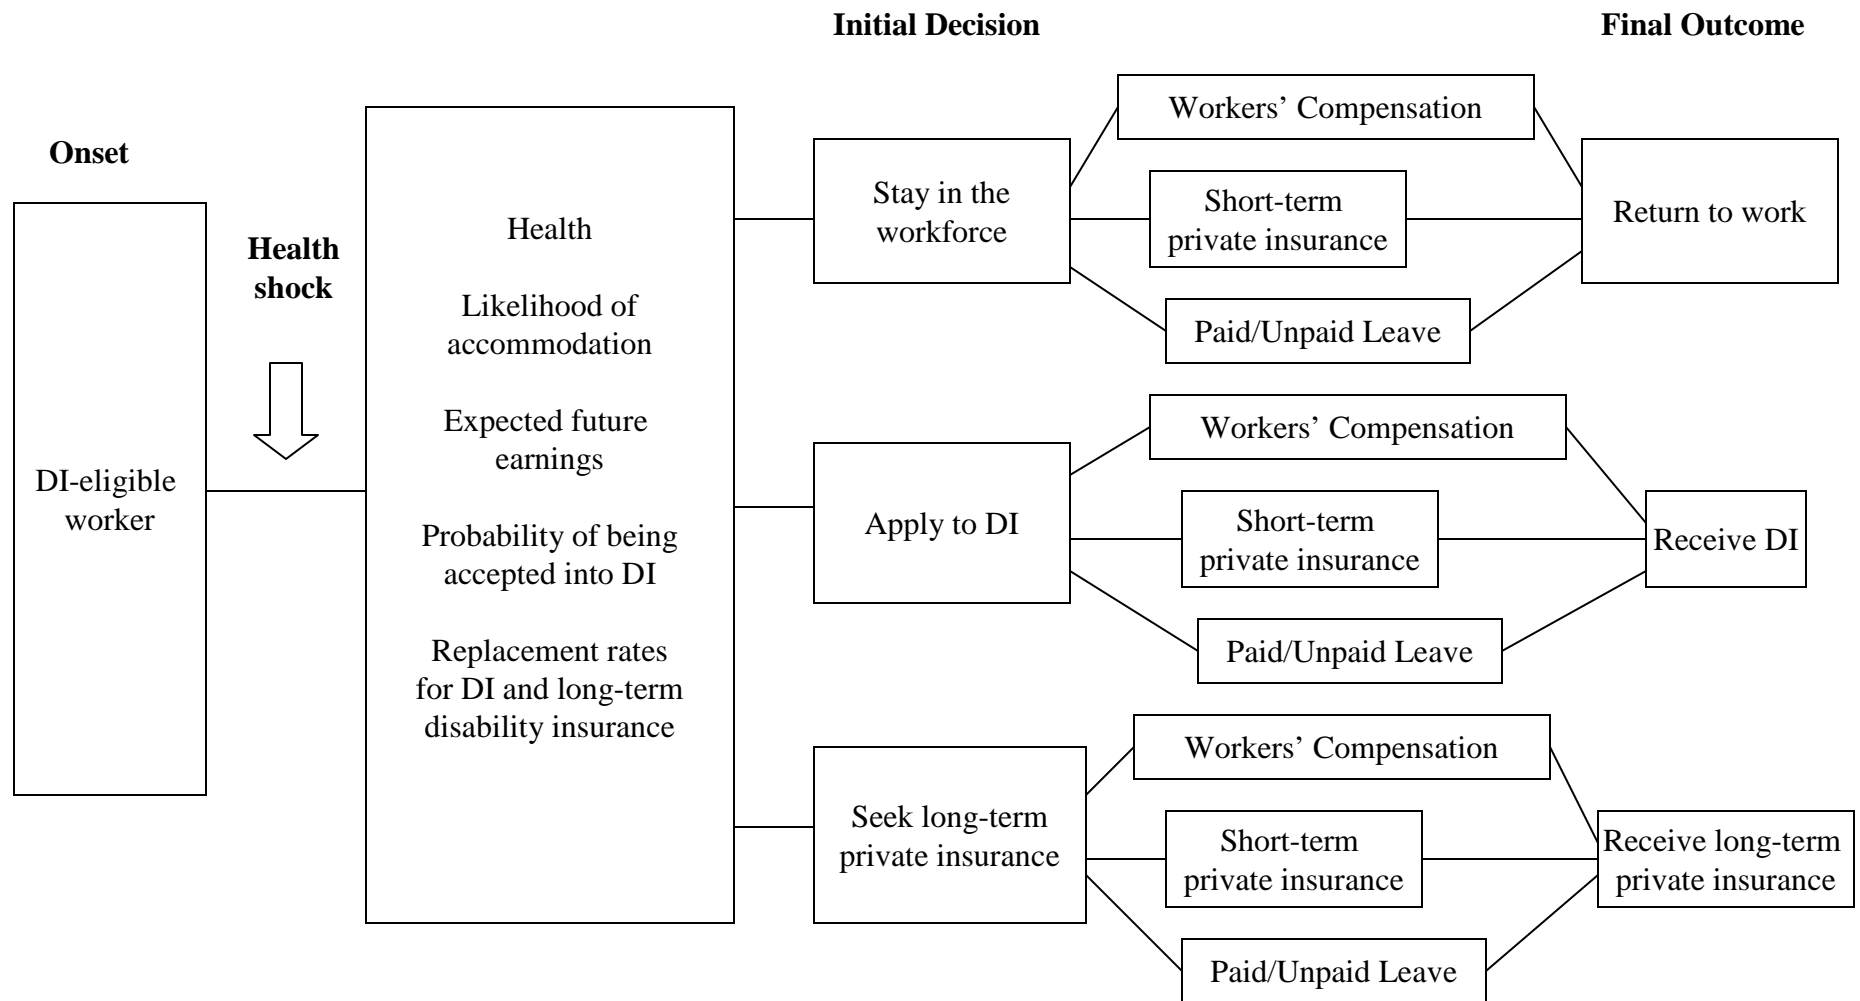 Initial Decision
Final Outcome
Onset
DI-eligible
worker
Health
shock
Health
Likelihood of
accommodation
Expected future
earnings
Probability of being
accepted into DI
Replacement rates
for DI and long-term
disability insurance
Stay in the
workforce
Workers’ Compensation
Short-term
private insurance
Paid/Unpaid Leave
Return to work
Apply to DI
Workers’ Compensation
Short-term
private insurance
Paid/Unpaid Leave
Receive DI
Seek long-term
private insurance
Workers’ Compensation
Short-term
private insurance
Paid/Unpaid Leave
Receive long-term
private insurance